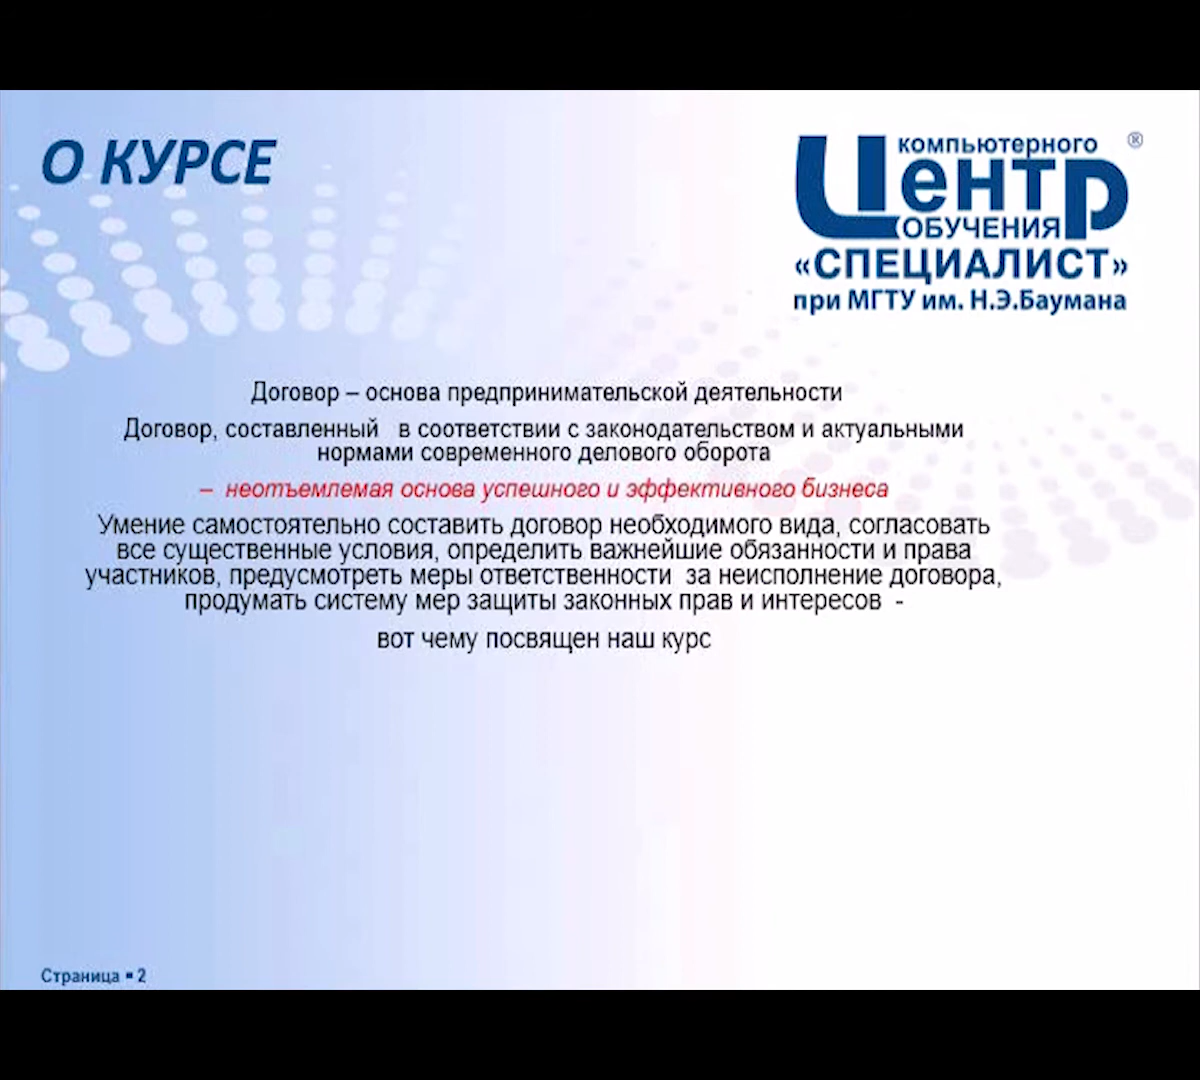 О КУРСЕ
компьютерного ®
Центр
ОБУЧЕНИЯ
«СПЕЦИАЛИСТ»
при МГТУ им. Н.Э.Баумана
Договор – основа предпринимательской деятельности
Договор, составленный в соответствии с законодательством и актуальными
нормами современного делового оборота
– неотъемлемая основа успешного и эффективного бизнеса
Умение самостоятельно составить договор необходимого вида, согласовать
все существенные условия, определить важнейшие обязанности и права
участников, предусмотреть меры ответственности за неисполнение договора,
продумать систему мер защиты законных прав и интересов -
вот чему посвящен наш курс
Страница ▪ 2